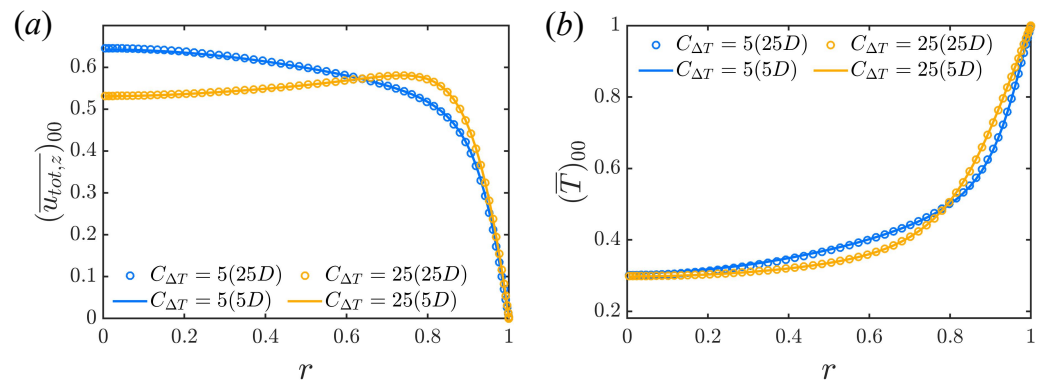 (a)
(\overline{u_{tot,z}})_{00}
0.6
0.5
0.4
0.3
0.2
0.1
0
C_{ΔT} = 5(25D) C_{ΔT} = 25(25D)
C_{ΔT} = 5(5D) C_{ΔT} = 25(5D)
0 0.2 0.4 0.6 0.8 1
r
(b)
(\overline{T})_{00}
1
0.8
0.6
0.4
0.2
C_{ΔT} = 5(25D) C_{ΔT} = 25(25D)
C_{ΔT} = 5(5D) C_{ΔT} = 25(5D)
0 0.2 0.4 0.6 0.8 1
r